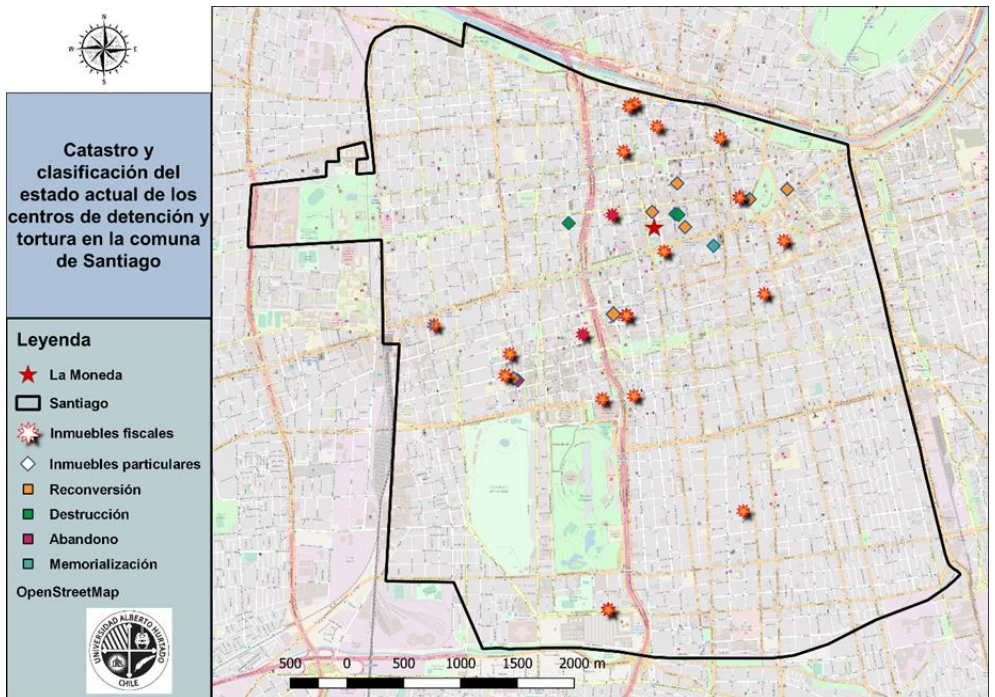 N
W
E
S
Catastro y
clasificación del
estado actual de los
centros de detención y
tortura en la comuna
de Santiago
Leyenda
La Moneda
Santiago
Inmuebles fiscales
Inmuebles particulares
Reconversión
Destrucción
Abandono
Memorialización
OpenStreetMap
UNIVERSIDAD ALBERTO HURTADO
CHILE
500 0 500 1000 1500 2000 m